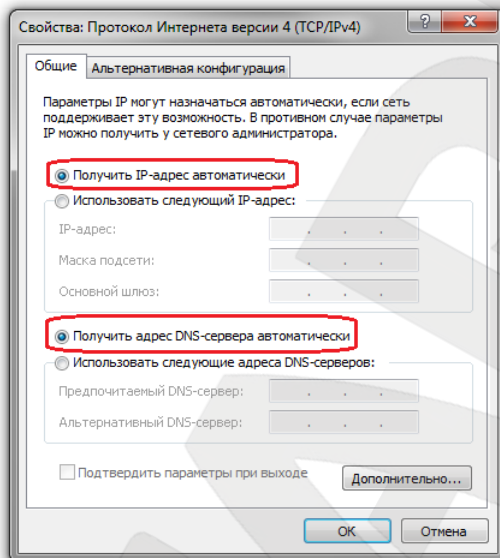 Свойства: Протокол Интернета версии 4 (TCP/IPv4)
Общие
Альтернативная конфигурация
Параметры IP могут назначаться автоматически, если сеть
поддерживает эту возможность. В противном случае параметры
IP можно получить у сетевого администратора.
Получить IP-адрес автоматически
Использовать следующий IP-адрес:
IP-адрес:
Маска подсети:
Основной шлюз:
Получить адрес DNS-сервера автоматически
Использовать следующие адреса DNS-серверов:
Предпочитаемый DNS-сервер:
Альтернативный DNS-сервер:
Подтвердить параметры при выходе
Дополнительно...
ОК
Отмена